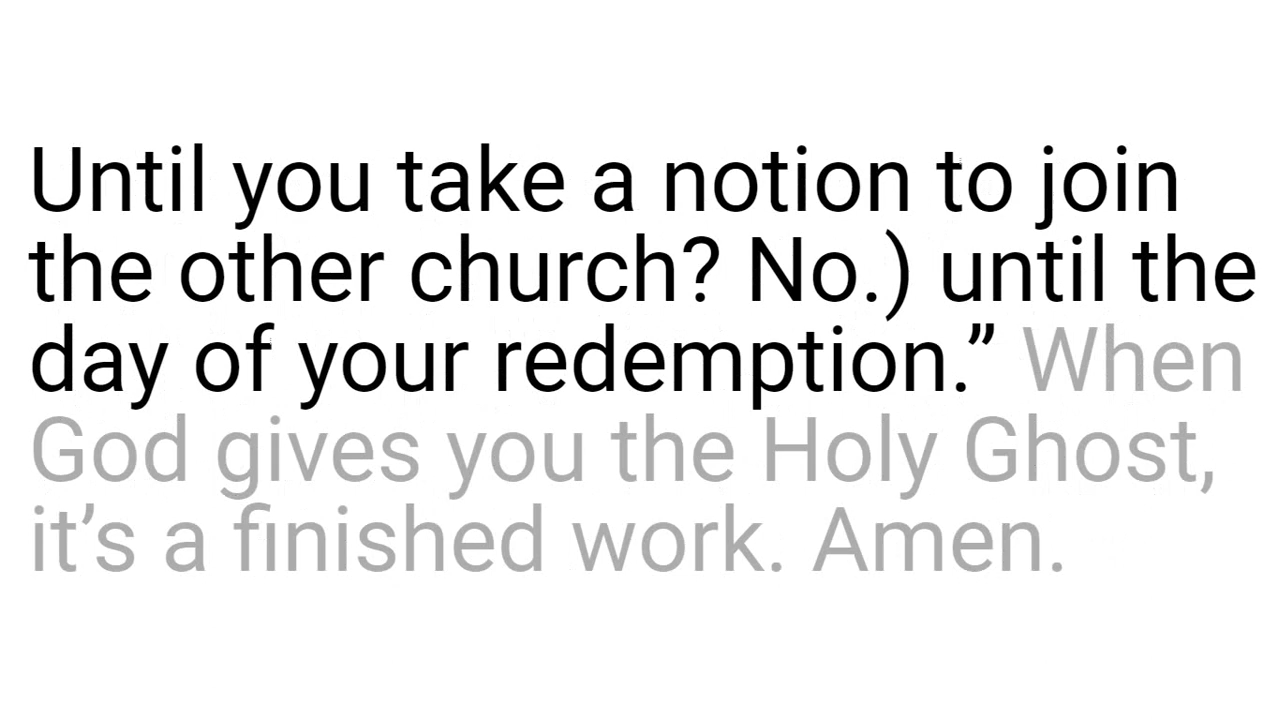 Until you take a notion to join
the other church? No.) until the
day of your redemption.” When
God gives you the Holy Ghost,
it’s a finished work. Amen.